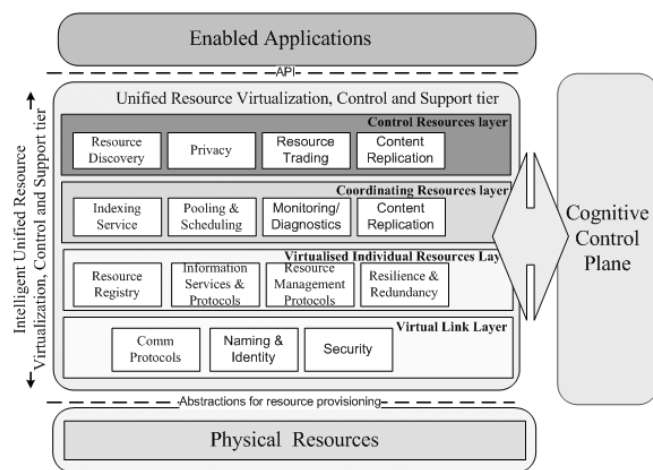 Enabled Applications
API
Unified Resource Virtualization, Control and Support tier
Control Resources layer
Resource
Discovery
Privacy
Resource
Trading
Content
Replication
Coordinating Resources layer
Indexing
Service
Pooling &
Scheduling
Monitoring/
Diagnostics
Content
Replication
Virtualised Individual Resources Lay
Resource
Registry
Information
Services &
Protocols
Resource
Management
Protocols
Resilience &
Redundancy
Virtual Link Layer
Comm
Protocols
Naming &
Identity
Security
Abstractions for resource provisioning
Physical Resources
Intelligent Unified Resource
Virtualization, Control and Support tier
Cognitive
Control
Plane